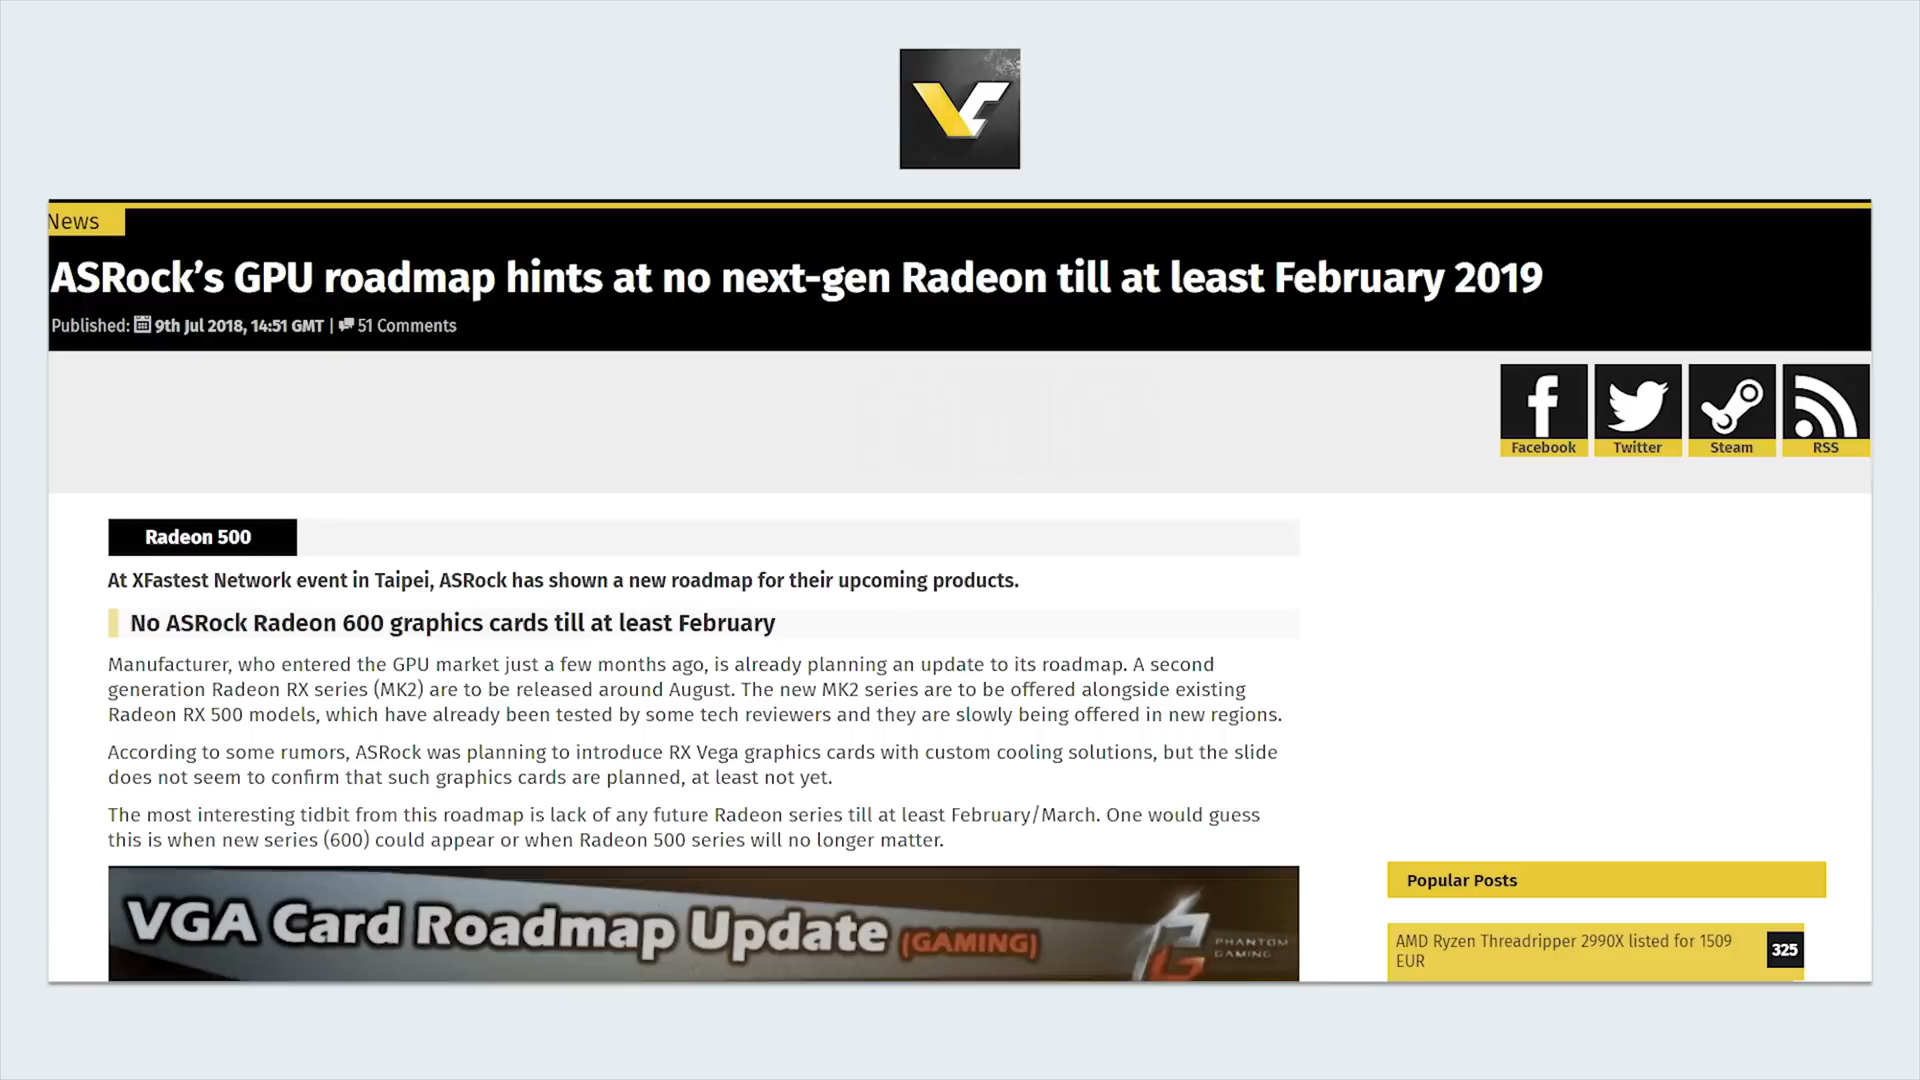 News
ASRock’s GPU roadmap hints at no next-gen Radeon till at least February 2019
Published: 9th Jul 2018, 14:51 GMT | 51 Comments
Facebook Twitter Steam RSS
Radeon 500
At XFastest Network event in Taipei, ASRock has shown a new roadmap for their upcoming products.
No ASRock Radeon 600 graphics cards till at least February
Manufacturer, who entered the GPU market just a few months ago, is already planning an update to its roadmap. A second
generation Radeon RX series (MK2) are to be released around August. The new MK2 series are to be offered alongside existing
Radeon RX 500 models, which have already been tested by some tech reviewers and they are slowly being offered in new regions.
According to some rumors, ASRock was planning to introduce RX Vega graphics cards with custom cooling solutions, but the slide
does not seem to confirm that such graphics cards are planned, at least not yet.
The most interesting tidbit from this roadmap is lack of any future Radeon series till at least February/March. One would guess
this is when new series (600) could appear or when Radeon 500 series will no longer matter.
VGA Card Roadmap Update (GAMING)
PHANTOM
GAMING
Popular Posts
AMD Ryzen Threadripper 2990X listed for 1509
EUR
325